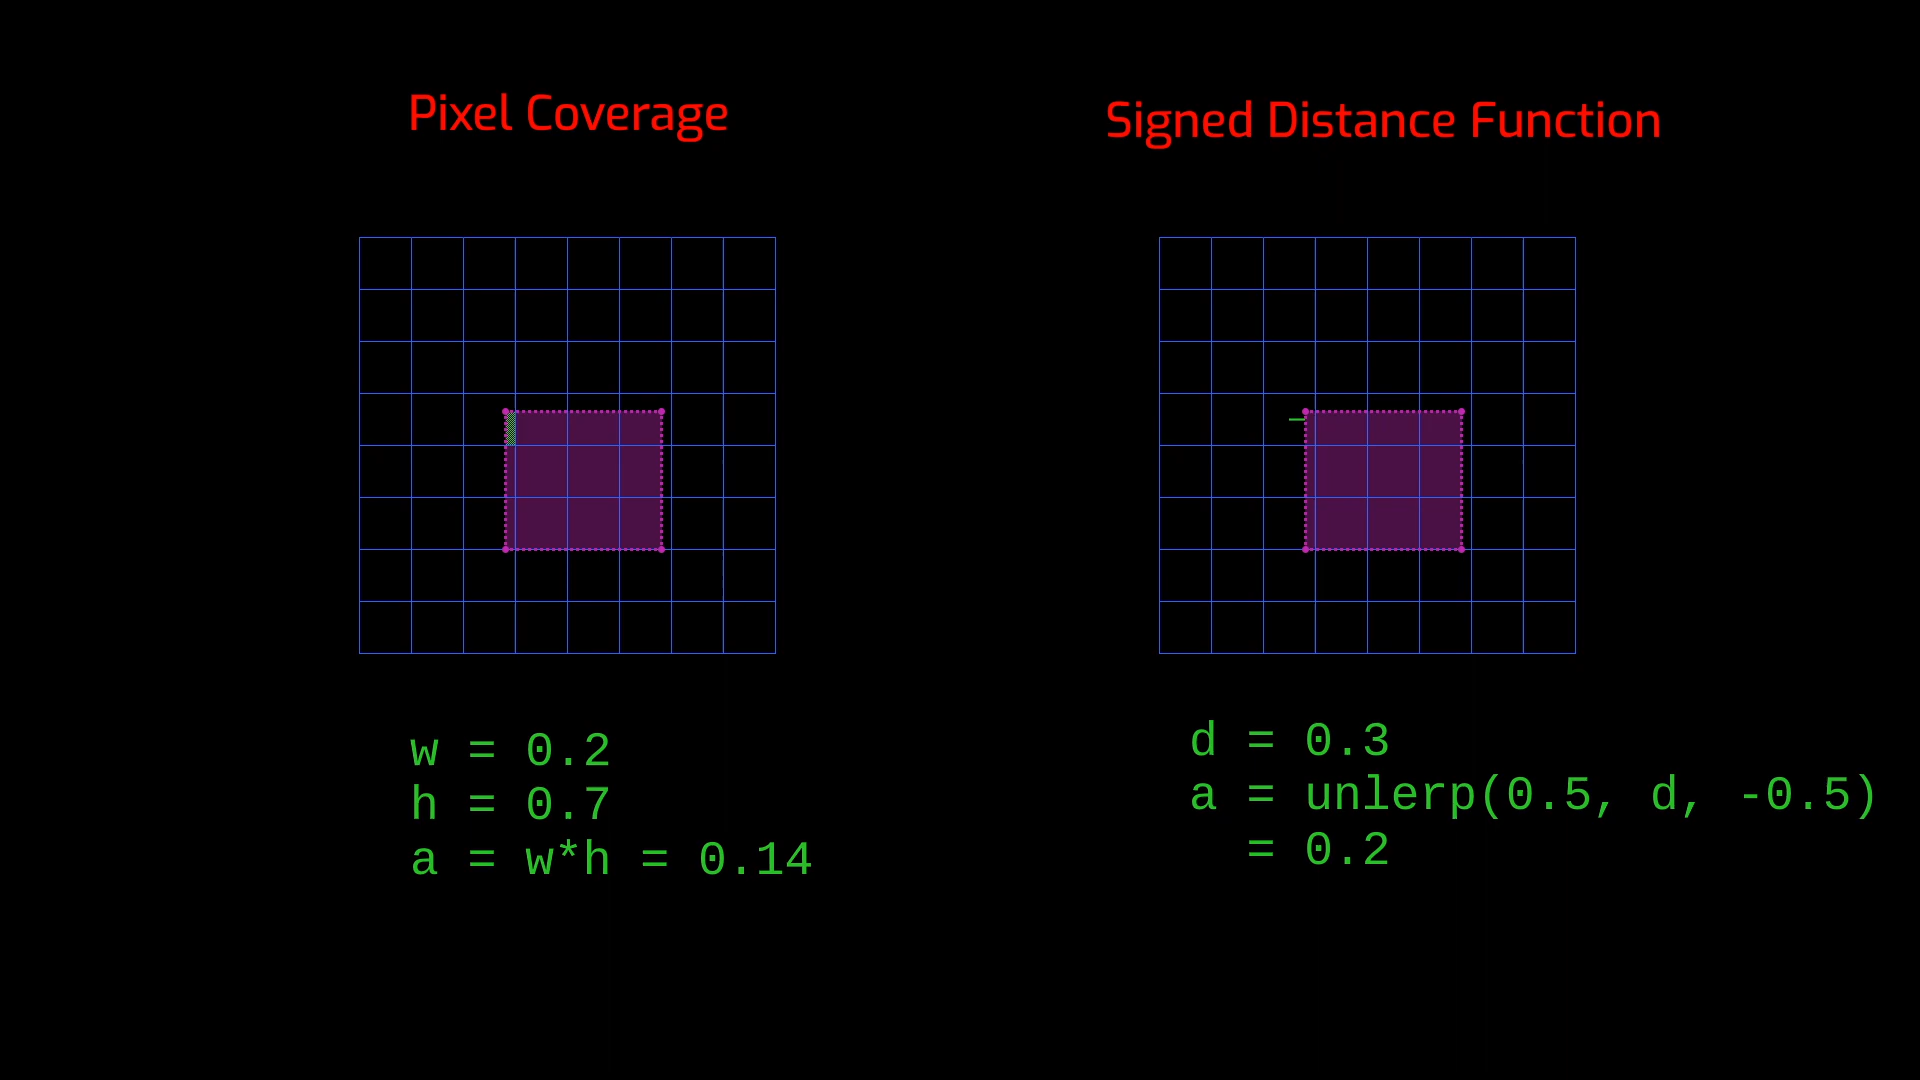 Pixel Coverage
Signed Distance Function
w = 0.2
h = 0.7
a = w*h = 0.14
d = 0.3
a = unlerp(0.5, d, -0.5)
= 0.2